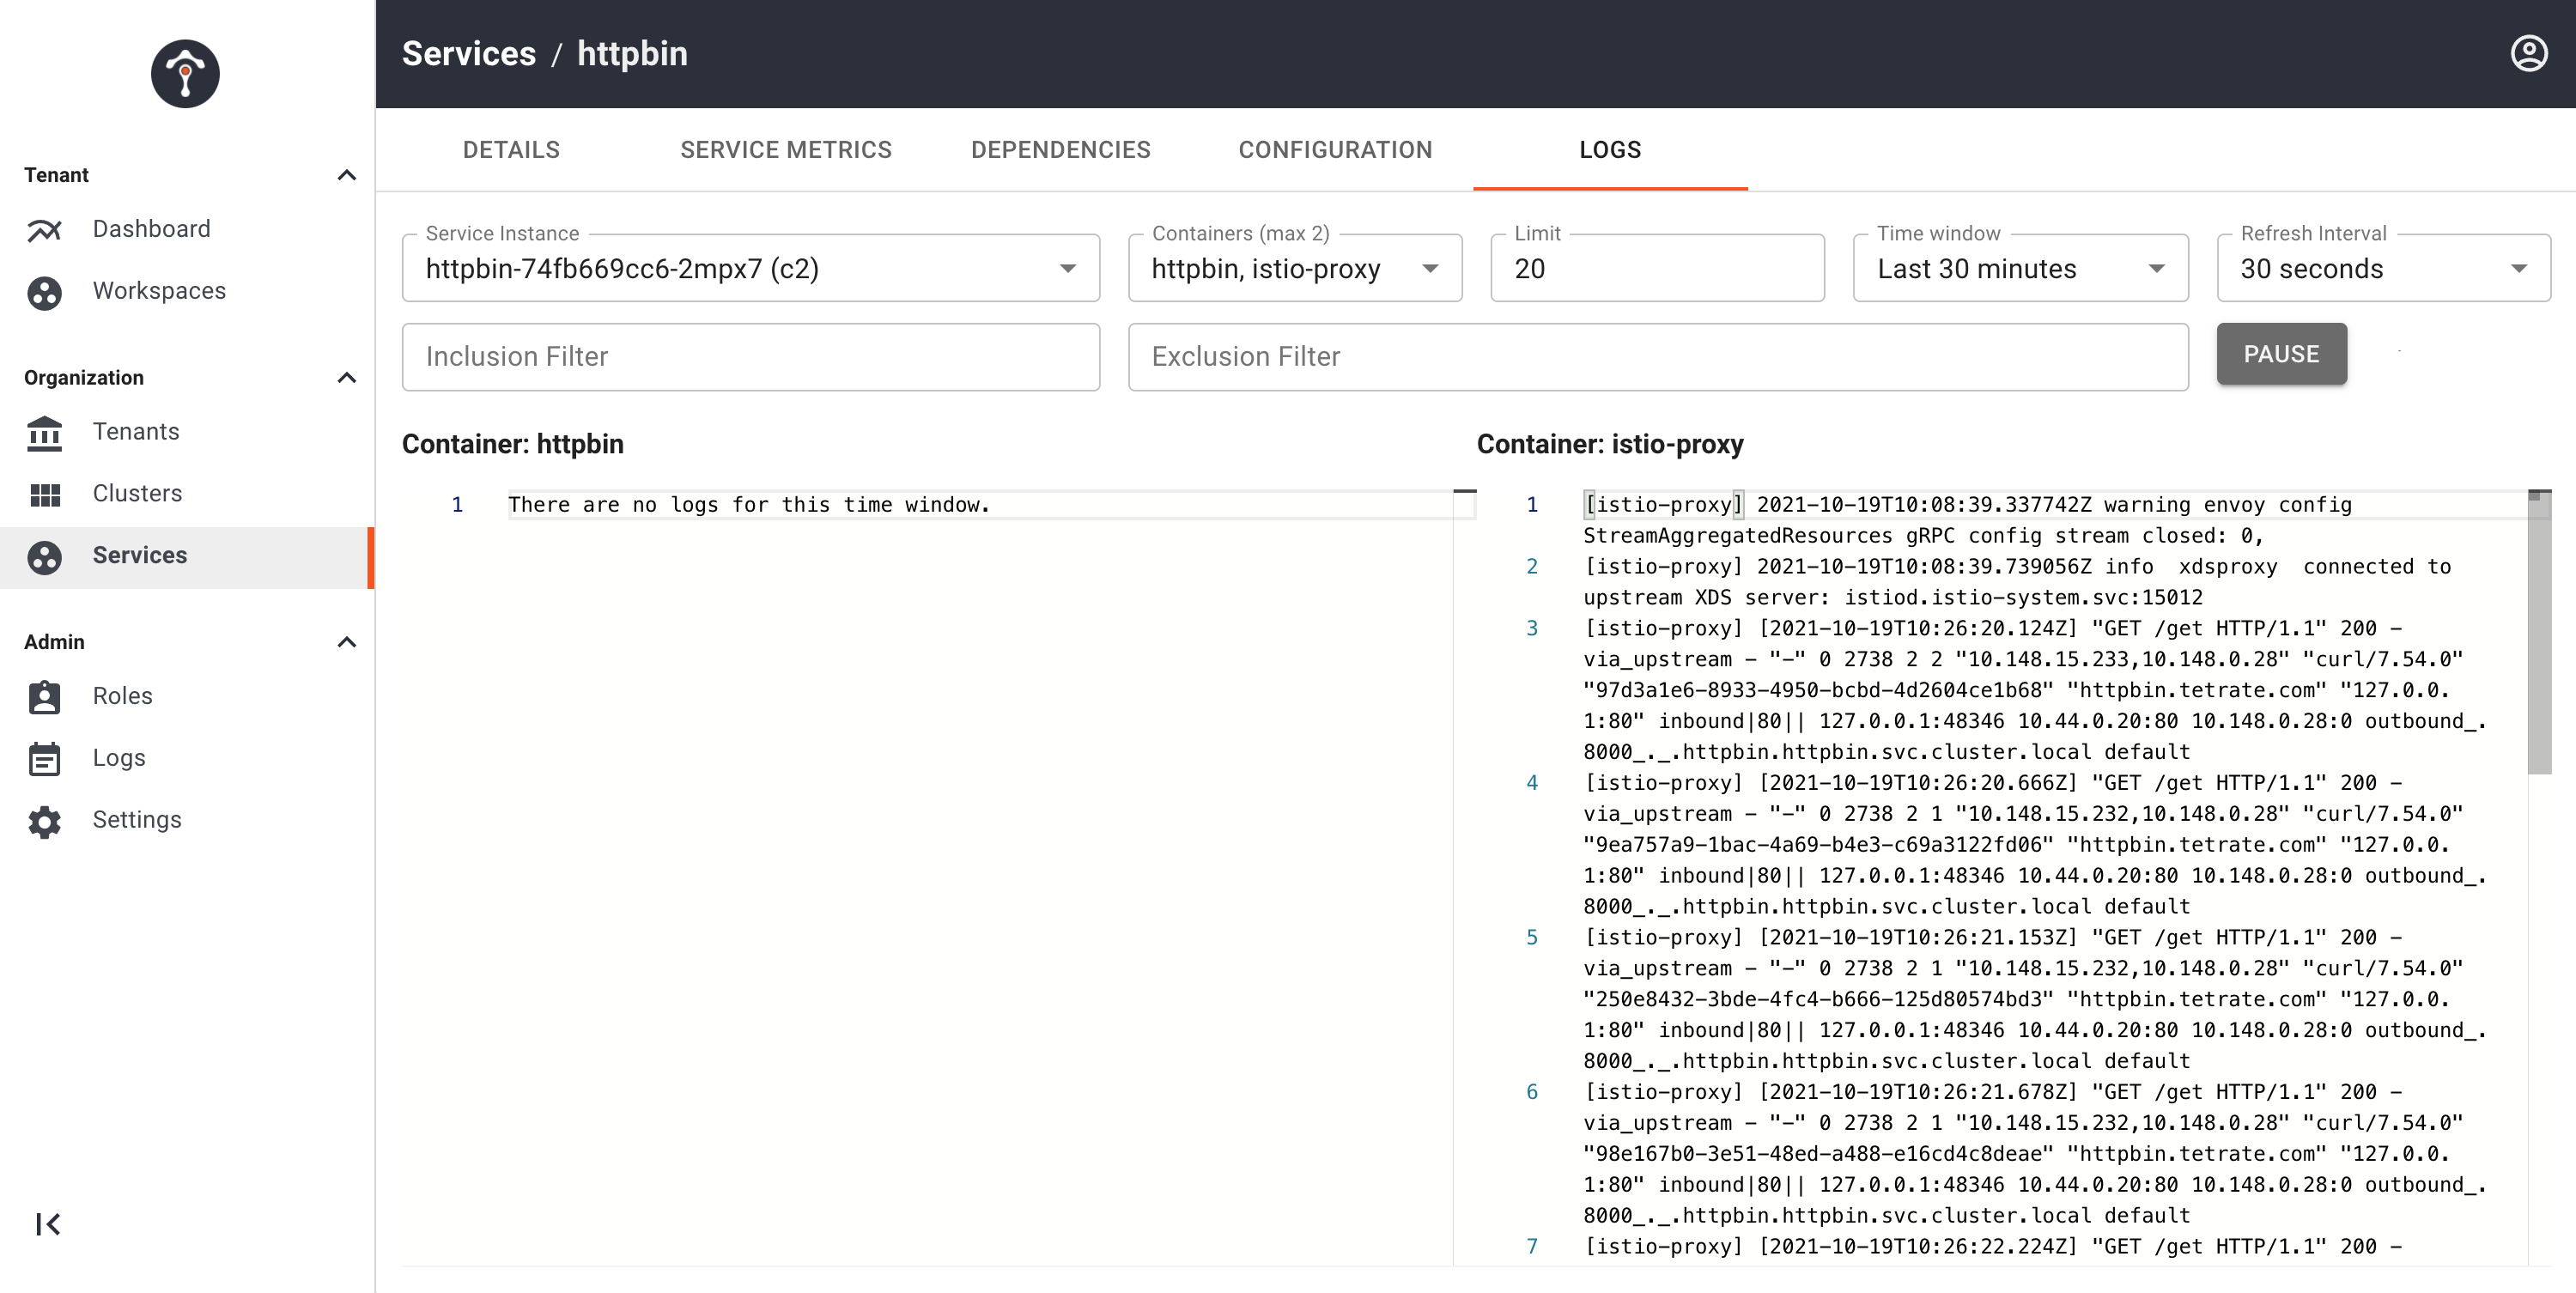 Services / httpbin
Tenant
Dashboard
Workspaces
Organization
Tenants
Clusters
Services
Admin
Roles
Logs
Settings
DETAILS
SERVICE METRICS
DEPENDENCIES
CONFIGURATION
LOGS
Service Instance
httpbin-74fb669cc6-2mpx7 (c2)
Containers (max 2)
httpbin, istio-proxy
Limit
20
Time window
Last 30 minutes
Refresh Interval
30 seconds
Inclusion Filter
Exclusion Filter
PAUSE
Container: httpbin
1 There are no logs for this time window.
Container: istio-proxy
1 [istio-proxy] 2021-10-19T10:08:39.337742Z warning envoy config
StreamAggregatedResources gRPC config stream closed: 0,
2 [istio-proxy] 2021-10-19T10:08:39.739056Z info  xdsproxy  connected to
upstream XDS server: istiod.istio-system.svc:15012
3 [istio-proxy] [2021-10-19T10:26:20.124Z] "GET /get HTTP/1.1" 200 -
via_upstream - "-" 0 2738 2 2 "10.148.15.233,10.148.0.28" "curl/7.54.0"
"97d3a1e6-8933-4950-bcbd-4d2604ce1b68" "httpbin.tetrate.com" "127.0.0.
1:80" inbound|80|| 127.0.0.1:48346 10.44.0.20:80 10.148.0.28:0 outbound_.
8000_._.httpbin.httpbin.svc.cluster.local default
4 [istio-proxy] [2021-10-19T10:26:20.666Z] "GET /get HTTP/1.1" 200 -
via_upstream - "-" 0 2738 2 1 "10.148.15.232,10.148.0.28" "curl/7.54.0"
"9ea757a9-1bac-4a69-b4e3-c69a3122fd06" "httpbin.tetrate.com" "127.0.0.
1:80" inbound|80|| 127.0.0.1:48346 10.44.0.20:80 10.148.0.28:0 outbound_.
8000_._.httpbin.httpbin.svc.cluster.local default
5 [istio-proxy] [2021-10-19T10:26:21.153Z] "GET /get HTTP/1.1" 200 -
via_upstream - "-" 0 2738 2 1 "10.148.15.232,10.148.0.28" "curl/7.54.0"
"250e8432-3bde-4fc4-b666-125d80574bd3" "httpbin.tetrate.com" "127.0.0.
1:80" inbound|80|| 127.0.0.1:48346 10.44.0.20:80 10.148.0.28:0 outbound_.
8000_._.httpbin.httpbin.svc.cluster.local default
6 [istio-proxy] [2021-10-19T10:26:21.678Z] "GET /get HTTP/1.1" 200 -
via_upstream - "-" 0 2738 2 1 "10.148.15.232,10.148.0.28" "curl/7.54.0"
"98e167b0-3e51-48ed-a488-e16cd4c8deae" "httpbin.tetrate.com" "127.0.0.
1:80" inbound|80|| 127.0.0.1:48346 10.44.0.20:80 10.148.0.28:0 outbound_.
8000_._.httpbin.httpbin.svc.cluster.local default
7 [istio-proxy] [2021-10-19T10:26:22.224Z] "GET /get HTTP/1.1" 200 -